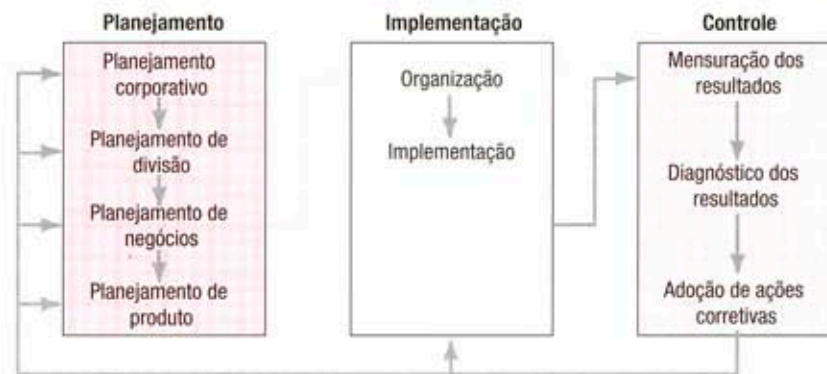 Planejamento
Planejamento
corporativo
Planejamento de
divisão
Planejamento de
negócios
Planejamento de
produto
Implementação
Organização
Implementação
Controle
Mensuração dos
resultados
Diagnóstico dos
resultados
Adoção de ações
corretivas